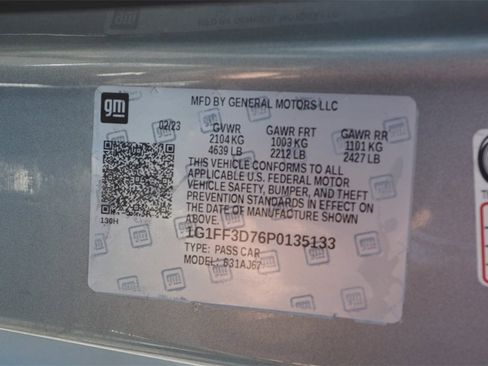 gm
MFD BY GENERAL MOTORS LLC
02/23 GVWR GAWR FRT GAWR RR
2104 KG 1003 KG 1101 KG
4639 LB 2212 LB 2427 LB
THIS VEHICLE CONFORMS TO ALL
APPLICABLE U.S. FEDERAL MOTOR
VEHICLE SAFETY, BUMPER, AND THEFT
PREVENTION STANDARDS IN EFFECT ON
THE DATE OF MANUFACTURE SHOWN
ABOVE
1G1FF3D76P0135133
TYPE: PASS CAR
MODEL: